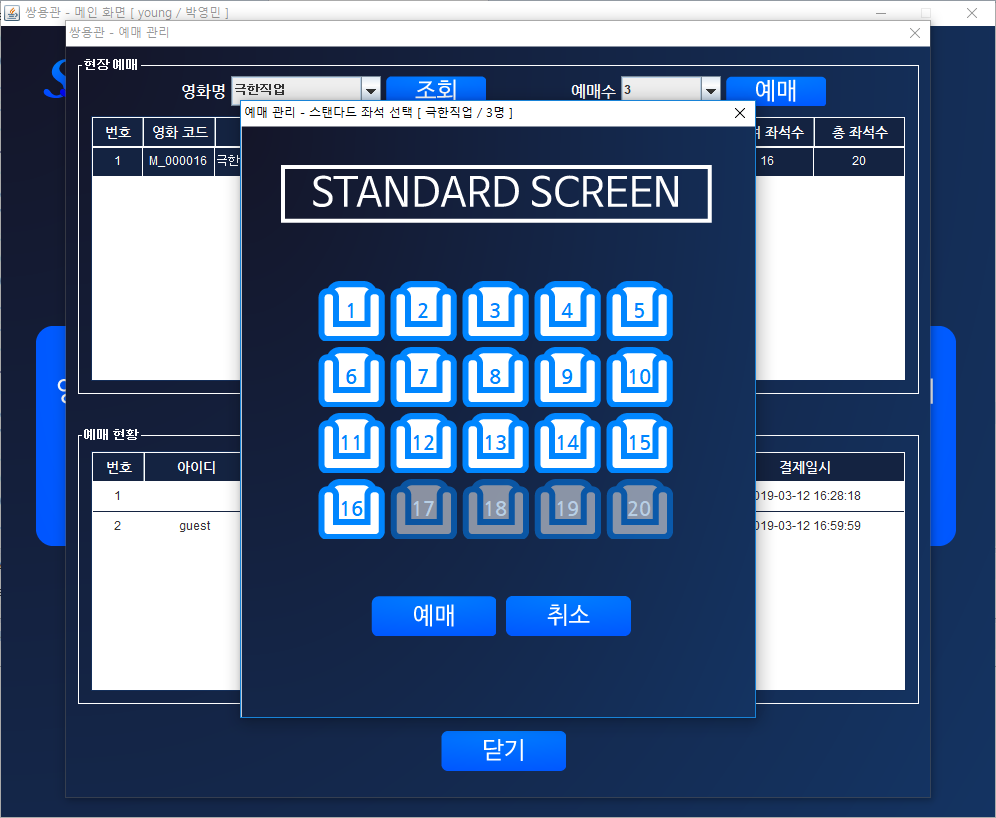 쌍용관 - 메인 화면 [ young / 박영민 ]
쌍용관 - 예매 관리
현장 예매
영화명 극한직업 조회 예매수 3 예매
예매 관리 - 스탠다드 좌석 선택 [ 극한직업 / 3명 ]
번호 영화 코드 좌석수 총 좌석수
1 M_000016 극한 16 20
STANDARD SCREEN
1 2 3 4 5
6 7 8 9 10
11 12 13 14 15
16 17 18 19 20
예매 현황
번호 아이디 결제일시
1 019-03-12 16:28:18
2 guest 019-03-12 16:59:59
예매 취소
닫기